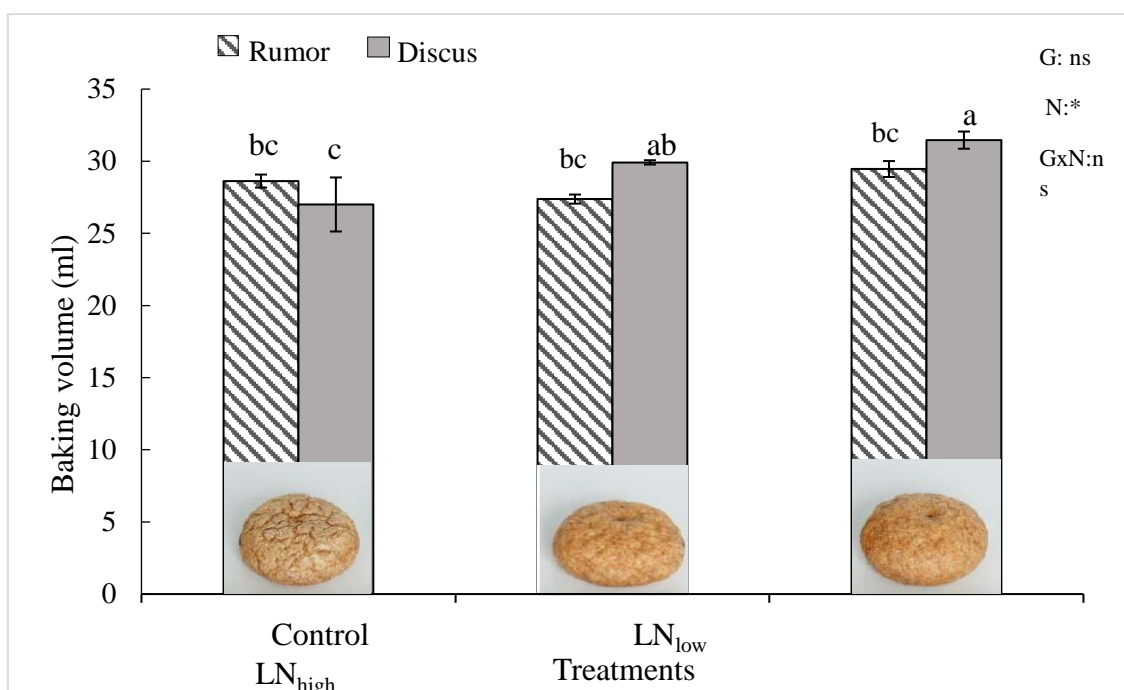 Rumor Discus
G: ns
N:*
GxN:n
s
35
30
25
20
15
10
5
0
Baking volume (ml)
bc c bc ab bc a
Control LNlow
LNhigh Treatments